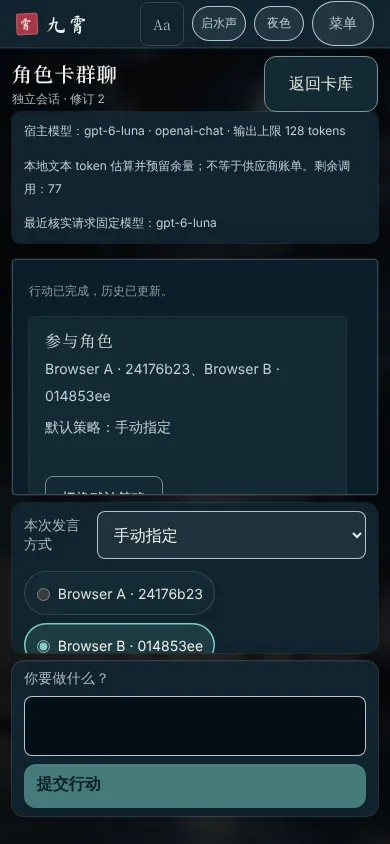 霄 九霄 Aa 启水声 夜色 菜单
角色卡群聊
独立会话 · 修订 2
返回卡库
宿主模型：gpt-6-luna · openai-chat · 输出上限 128 tokens
本地文本 token 估算并预留余量；不等于供应商账单。剩余调
用：77
最近核实请求固定模型：gpt-6-luna
行动已完成，历史已更新。
参与角色
Browser A · 24176b23、Browser B ·
014853ee
默认策略：手动指定
本次发言
方式
手动指定
Browser A · 24176b23
Browser B · 014853ee
你要做什么？
提交行动